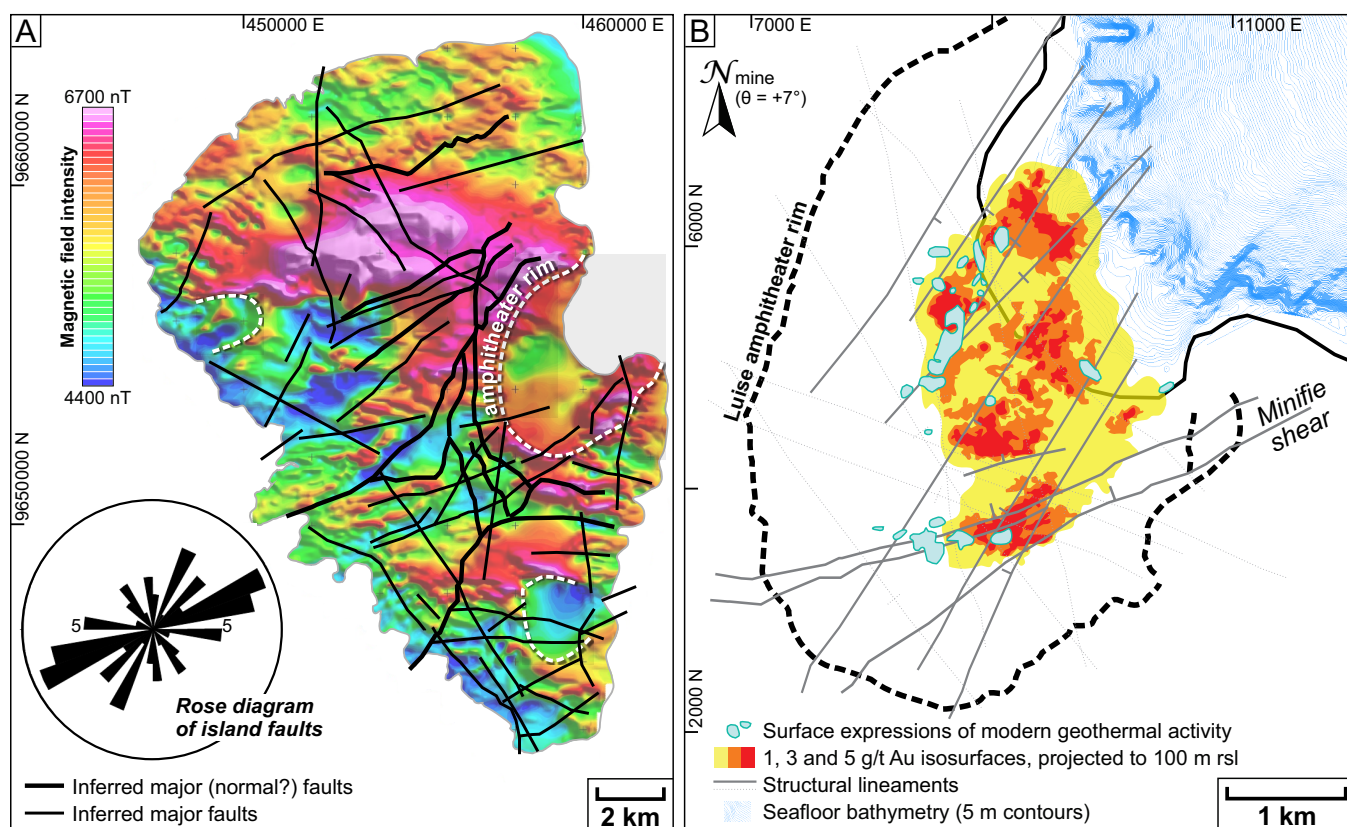 A
450000 E
460000 E
9660000 N
9650000 N
6700 nT
Magnetic field intensity
4400 nT
amphitheater rim
5
5
Rose diagram
of island faults
Inferred major (normal?) faults
Inferred major faults
2 km
B
7000 E
11000 E
N mine
(θ = +7°)
6000 N
2000 N
Luise amphitheater rim
Minifie
shear
Surface expressions of modern geothermal activity
1, 3 and 5 g/t Au isosurfaces, projected to 100 m rsl
Structural lineaments
Seafloor bathymetry (5 m contours)
1 km